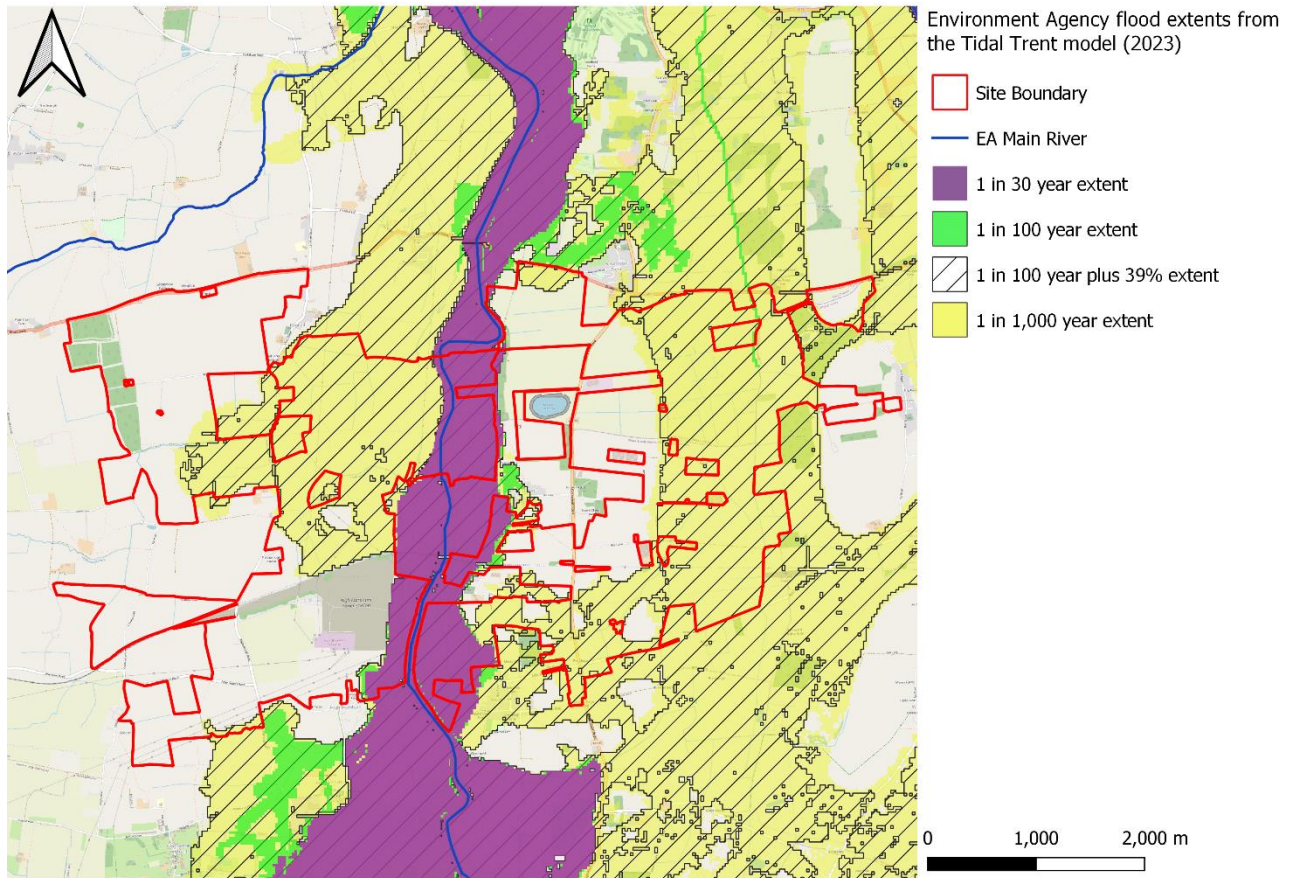 Environment Agency flood extents from
the Tidal Trent model (2023)
Site Boundary
EA Main River
1 in 30 year extent
1 in 100 year extent
1 in 100 year plus 39% extent
1 in 1,000 year extent
0 1,000 2,000 m